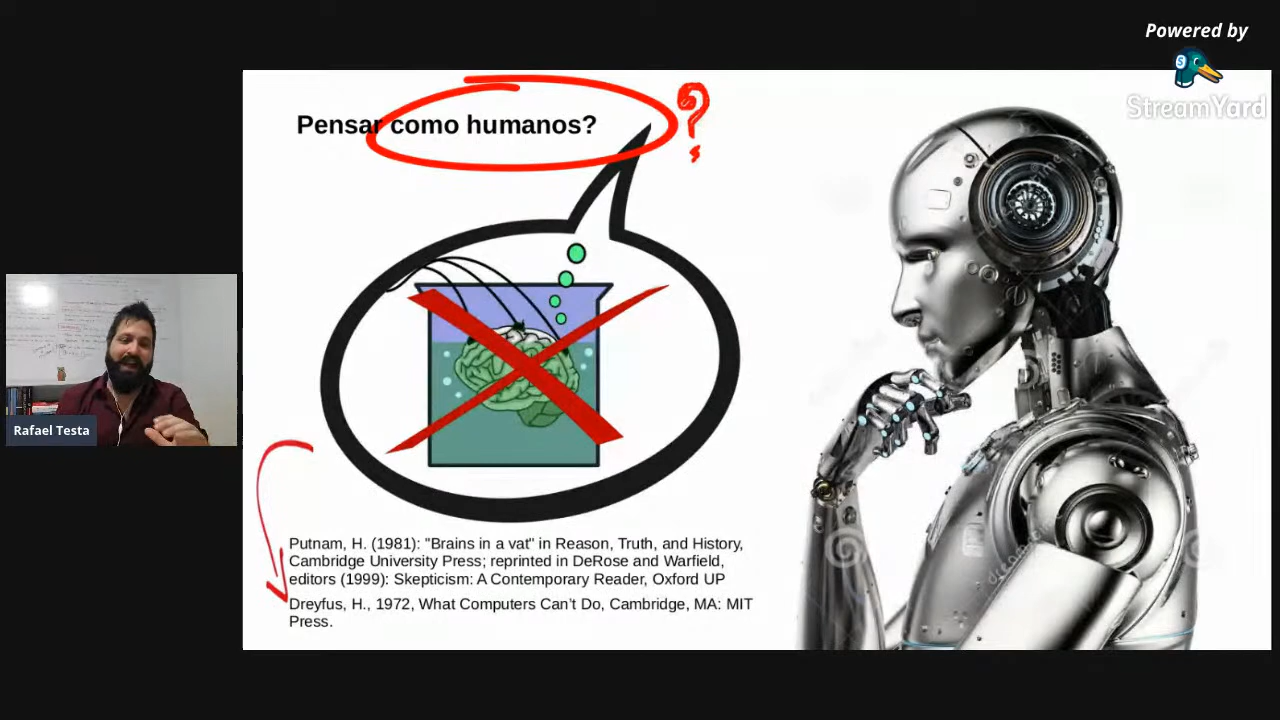 Powered by
StreamYard
Pensar como humanos?
?
Rafael Testa
Putnam, H. (1981): "Brains in a vat" in Reason, Truth, and History,
Cambridge University Press; reprinted in DeRose and Warfield,
editors (1999): Skepticism: A Contemporary Reader, Oxford UP
Dreyfus, H., 1972, What Computers Can't Do, Cambridge, MA: MIT
Press.